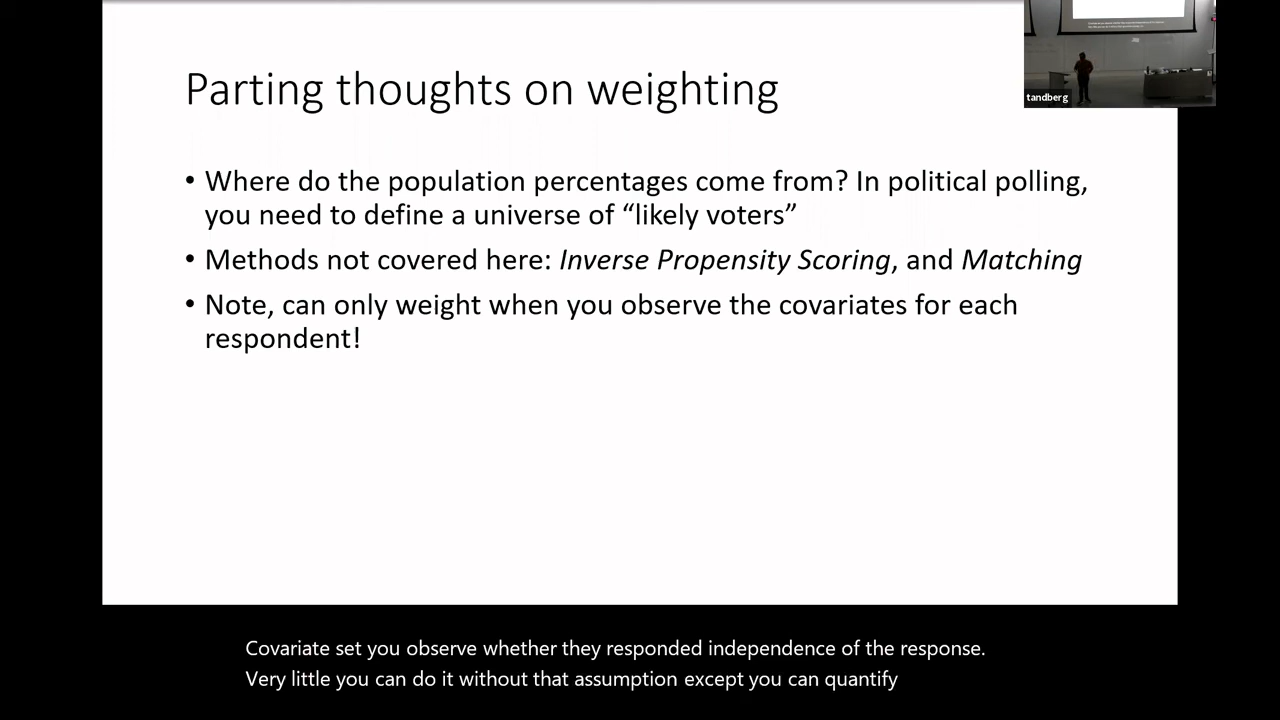 Parting thoughts on weighting
• Where do the population percentages come from? In political polling,
you need to define a universe of “likely voters”
• Methods not covered here: Inverse Propensity Scoring, and Matching
• Note, can only weight when you observe the covariates for each
respondent!
tandberg
Covariate set you observe whether they responded independence of the response.
Very little you can do it without that assumption except you can quantify